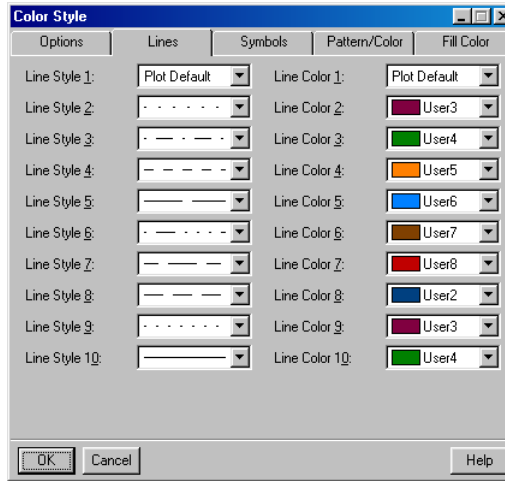 Color Style
Options Lines Symbols Pattern/Color Fill Color
Line Style 1: Plot Default Line Color 1: Plot Default
Line Style 2: Line Color 2: User3
Line Style 3: Line Color 3: User4
Line Style 4: Line Color 4: User5
Line Style 5: Line Color 5: User6
Line Style 6: Line Color 6: User7
Line Style 7: Line Color 7: User8
Line Style 8: Line Color 8: User2
Line Style 9: Line Color 9: User3
Line Style 10: Line Color 10: User4
OK Cancel Help